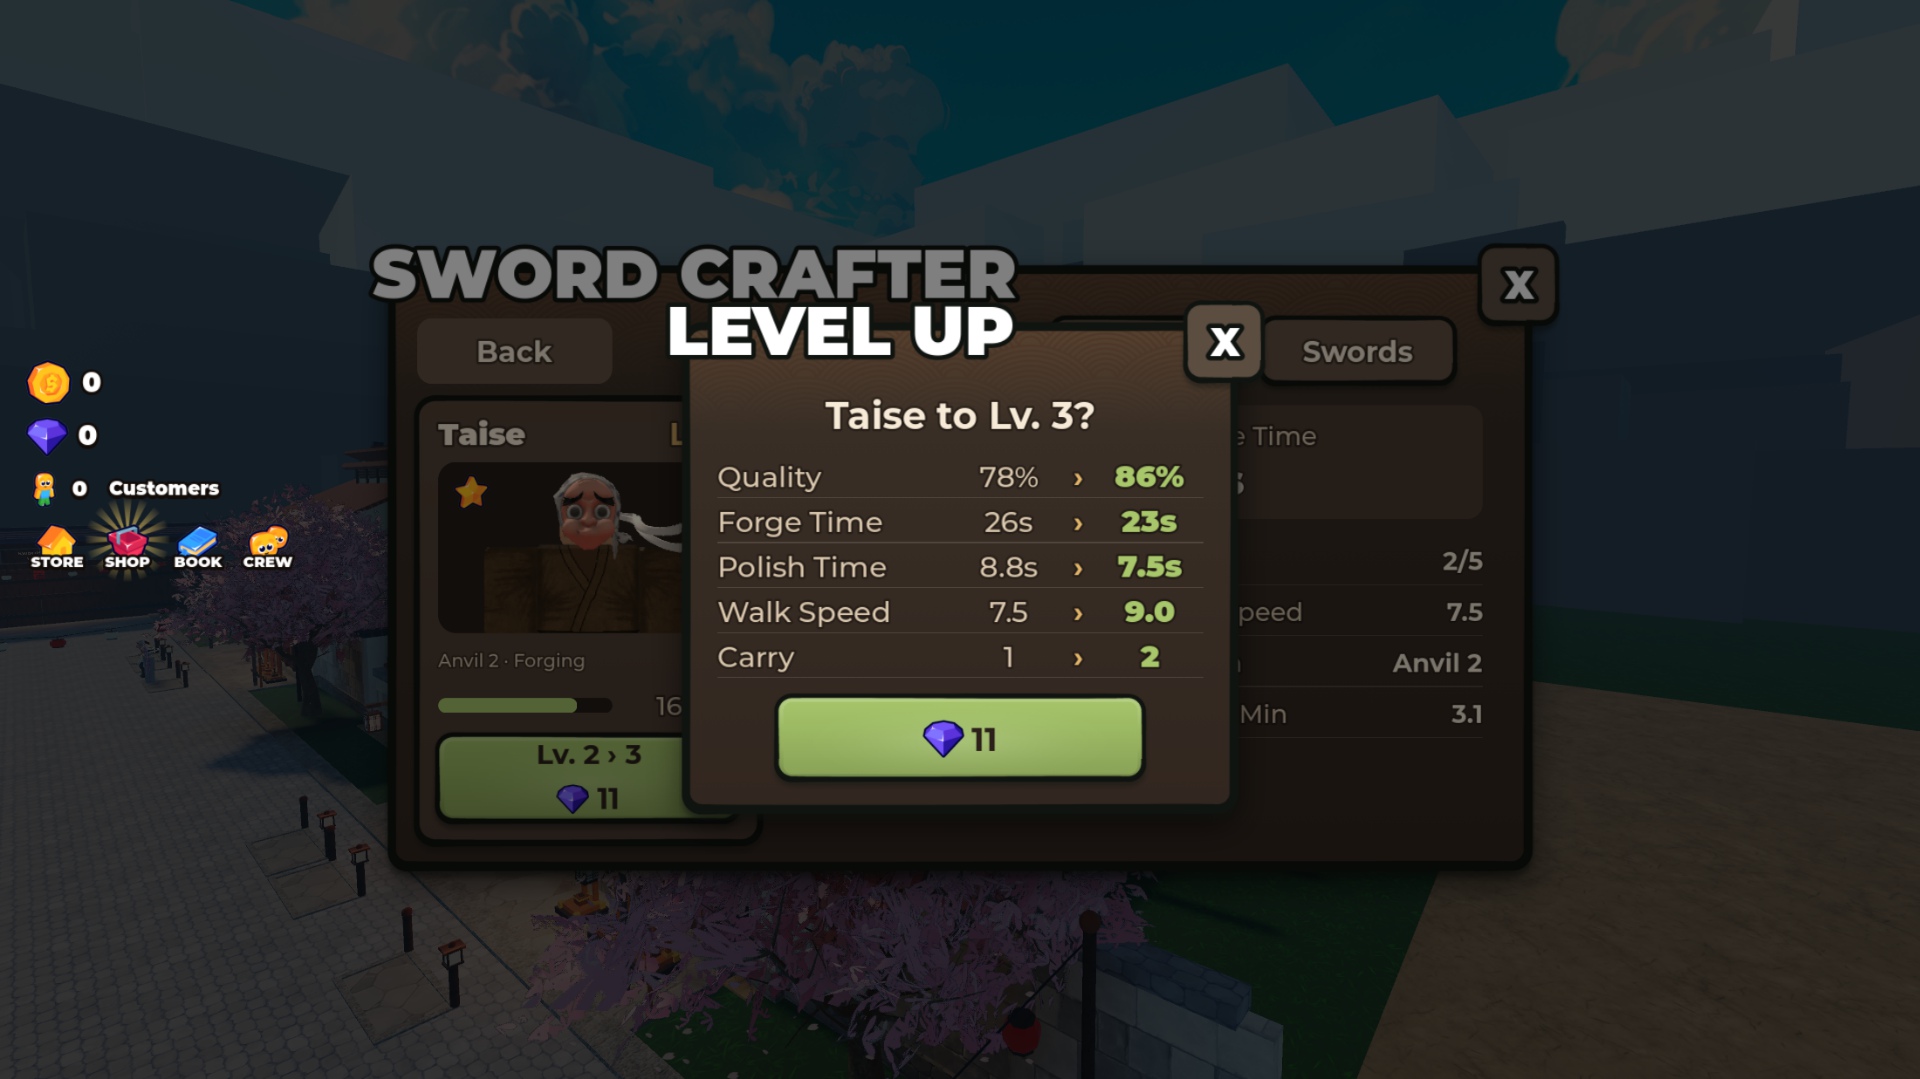 SWORD CRAFTER
X
LEVEL UP
X
Back
Swords
Taise to Lv. 3?
Taise
L
e Time
Quality 78% › 86%
Forge Time 26s › 23s
Polish Time 8.8s › 7.5s
Walk Speed 7.5 › 9.0
Carry 1 › 2
11
2/5
peed 7.5
Anvil 2
Min 3.1
Anvil 2 · Forging
16
Lv. 2 › 3
11
0
0
0 Customers
STORE
SHOP
BOOK
CREW